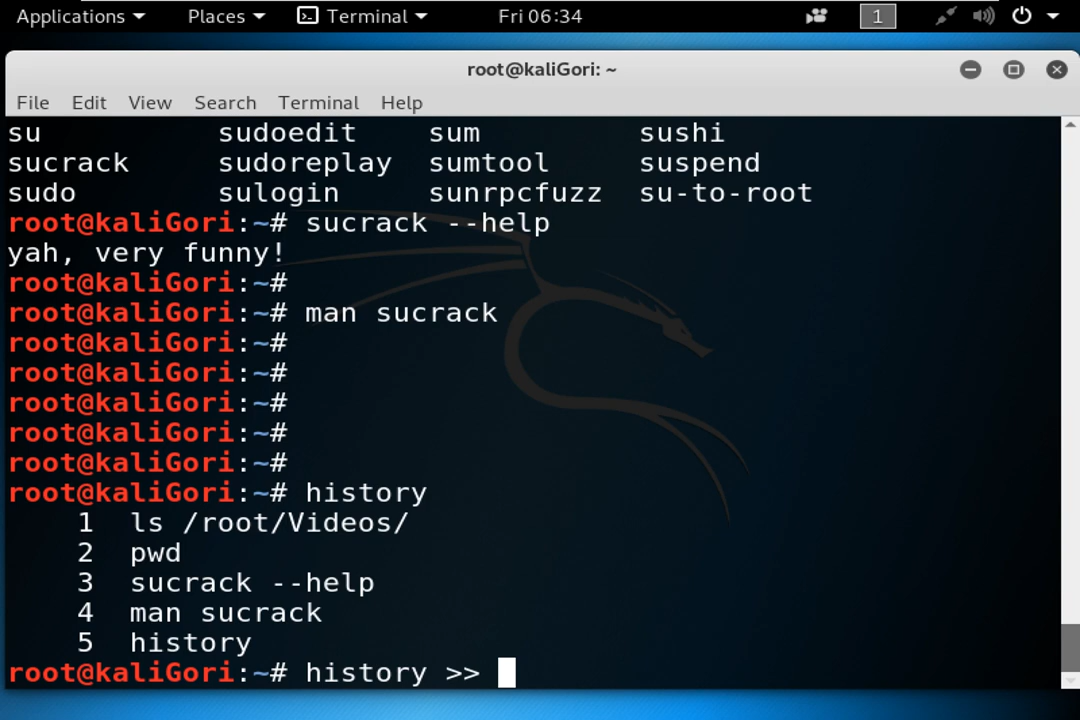 Applications Places Terminal Fri 06:34 1
root@kaliGori: ~
File Edit View Search Terminal Help
su sudoedit sum sushi
sucrack sudoreplay sumtool suspend
sudo sulogin sunrpcfuzz su-to-root
root@kaliGori:~# sucrack --help
yah, very funny!
root@kaliGori:~#
root@kaliGori:~# man sucrack
root@kaliGori:~#
root@kaliGori:~#
root@kaliGori:~#
root@kaliGori:~#
root@kaliGori:~#
root@kaliGori:~# history
1 ls /root/Videos/
2 pwd
3 sucrack --help
4 man sucrack
5 history
root@kaliGori:~# history >>